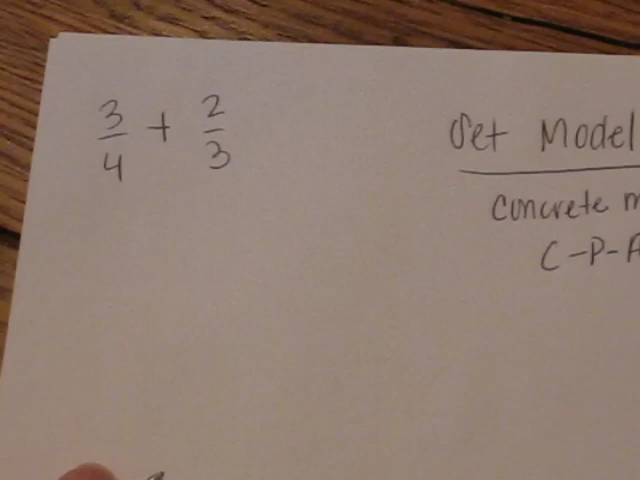 3/4 + 2/3
Set Model
Concrete
C-P-A